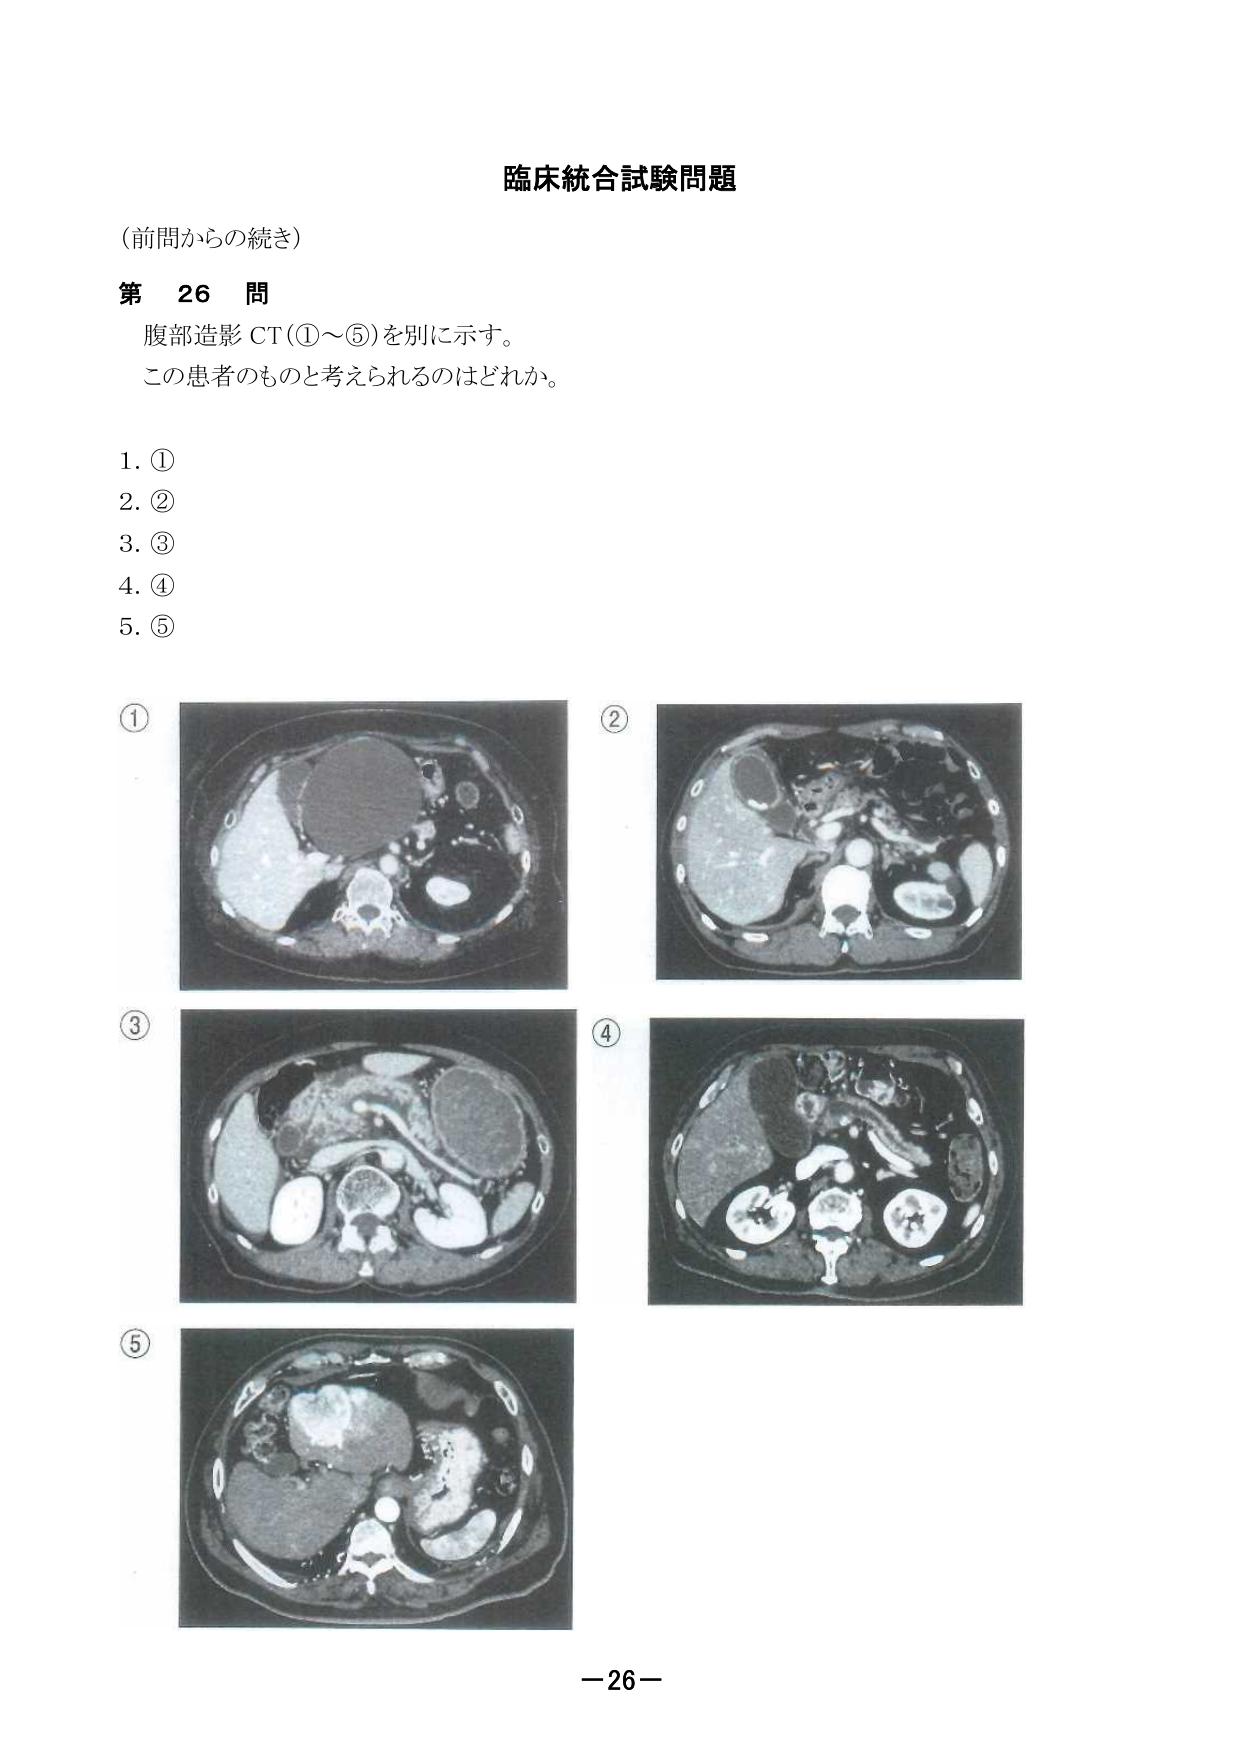 臨床統合試験問題
（前問からの続き）
第 26 問
腹部造影 CT(①～⑤)を別に示す。
この患者のものと考えられるのはどれか。
1. ①
2. ②
3. ③
4. ④
5. ⑤
① ②
③ ④
⑤
－26－